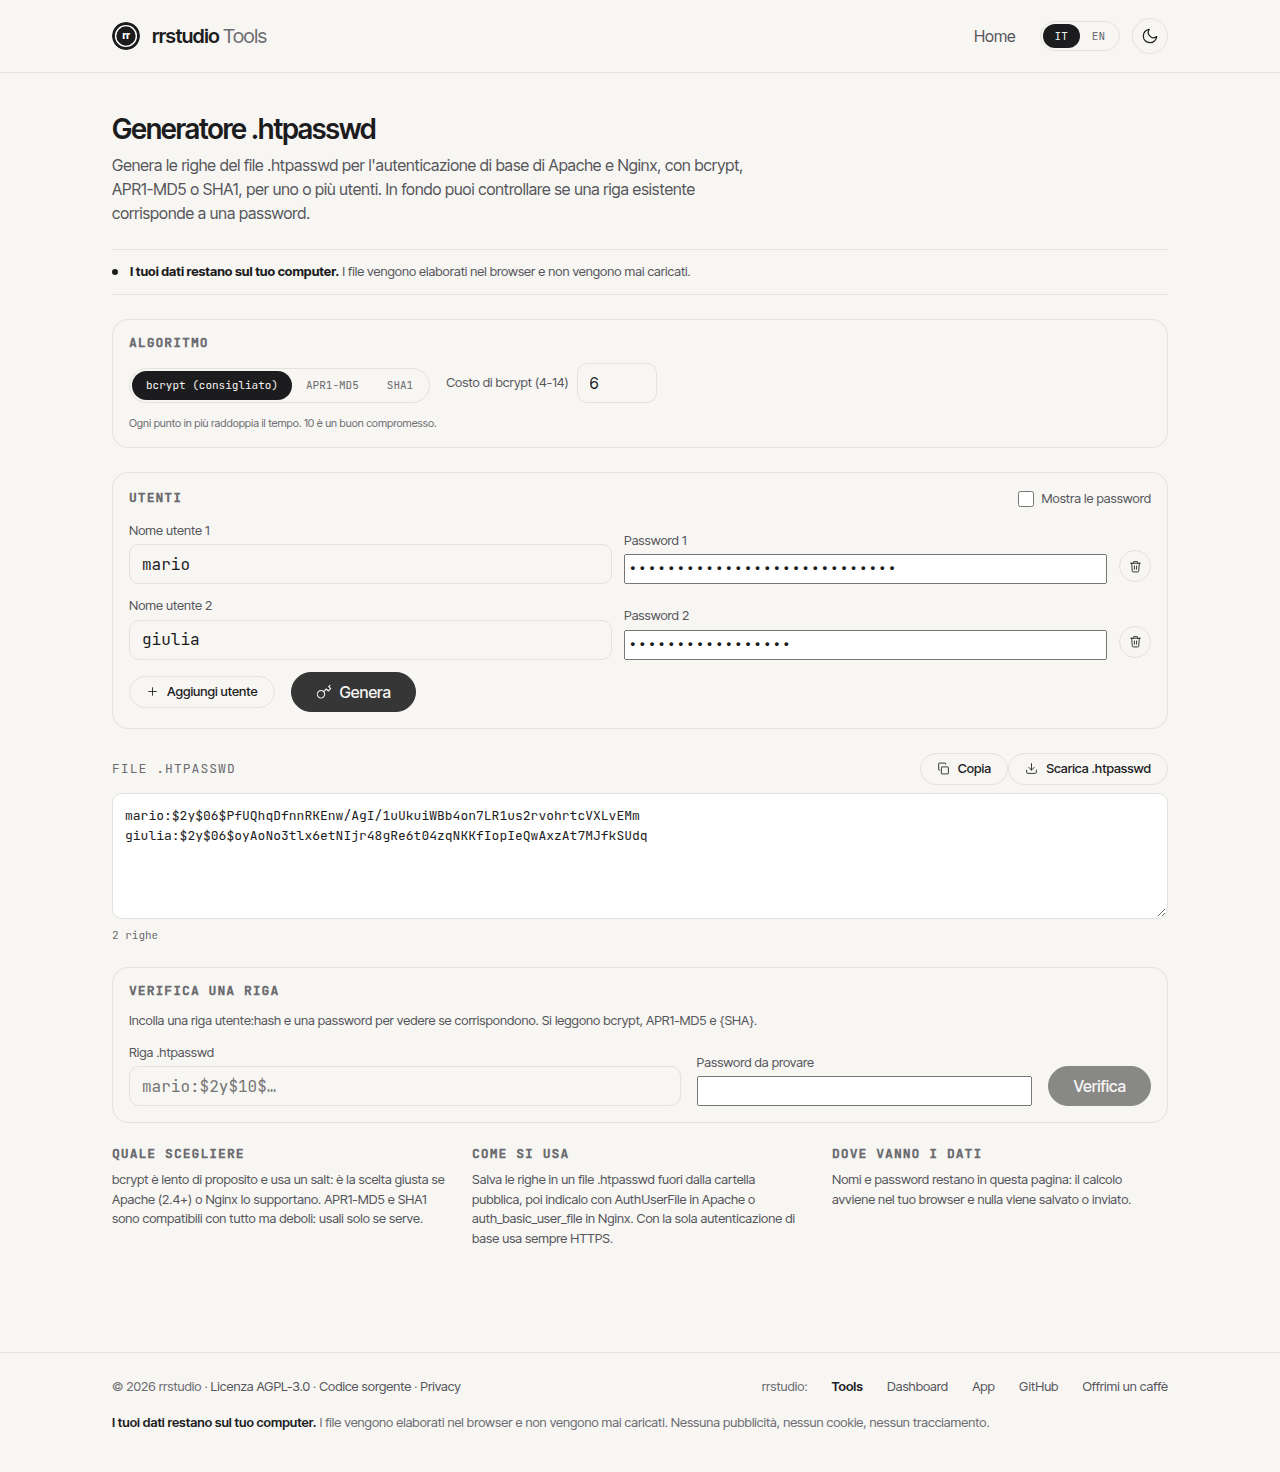 rr rrstudio Tools
Home
IT EN
Generatore .htpasswd
Genera le righe del file .htpasswd per l'autenticazione di base di Apache e Nginx, con bcrypt,
APR1-MD5 o SHA1, per uno o più utenti. In fondo puoi controllare se una riga esistente
corrisponde a una password.
I tuoi dati restano sul tuo computer. I file vengono elaborati nel browser e non vengono mai caricati.
ALGORITMO
bcrypt (consigliato) APR1-MD5 SHA1 Costo di bcrypt (4-14) 6
Ogni punto in più raddoppia il tempo. 10 è un buon compromesso.
UTENTI
Mostra le password
Nome utente 1
Password 1
mario
••••••••••••••••••••••••••••
Nome utente 2
Password 2
giulia
•••••••••••••••••
Aggiungi utente Genera
FILE .HTPASSWD
Copia Scarica .htpasswd
mario:$2y$06$PfUQhqDfnnRKEnw/AgI/1uUkuiWBb4on7LR1us2rvohrtcVXLvEMm
giulia:$2y$06$oyAoNo3tlx6etNIjr48gRe6t04zqNKKfIopIeQwAxzAt7MJfkSUdq
2 righe
VERIFICA UNA RIGA
Incolla una riga utente:hash e una password per vedere se corrispondono. Si leggono bcrypt, APR1-MD5 e {SHA}.
Riga .htpasswd
Password da provare
mario:$2y$10$…
Verifica
QUALE SCEGLIERE
bcrypt è lento di proposito e usa un salt: è la scelta giusta se
Apache (2.4+) o Nginx lo supportano. APR1-MD5 e SHA1
sono compatibili con tutto ma deboli: usali solo se serve.
COME SI USA
Salva le righe in un file .htpasswd fuori dalla cartella
pubblica, poi indicalo con AuthUserFile in Apache o
auth_basic_user_file in Nginx. Con la sola autenticazione di
base usa sempre HTTPS.
DOVE VANNO I DATI
Nomi e password restano in questa pagina: il calcolo
avviene nel tuo browser e nulla viene salvato o inviato.
© 2026 rrstudio · Licenza AGPL-3.0 · Codice sorgente · Privacy
rrstudio: Tools Dashboard App GitHub Offrimi un caffè
I tuoi dati restano sul tuo computer. I file vengono elaborati nel browser e non vengono mai caricati. Nessuna pubblicità, nessun cookie, nessun tracciamento.